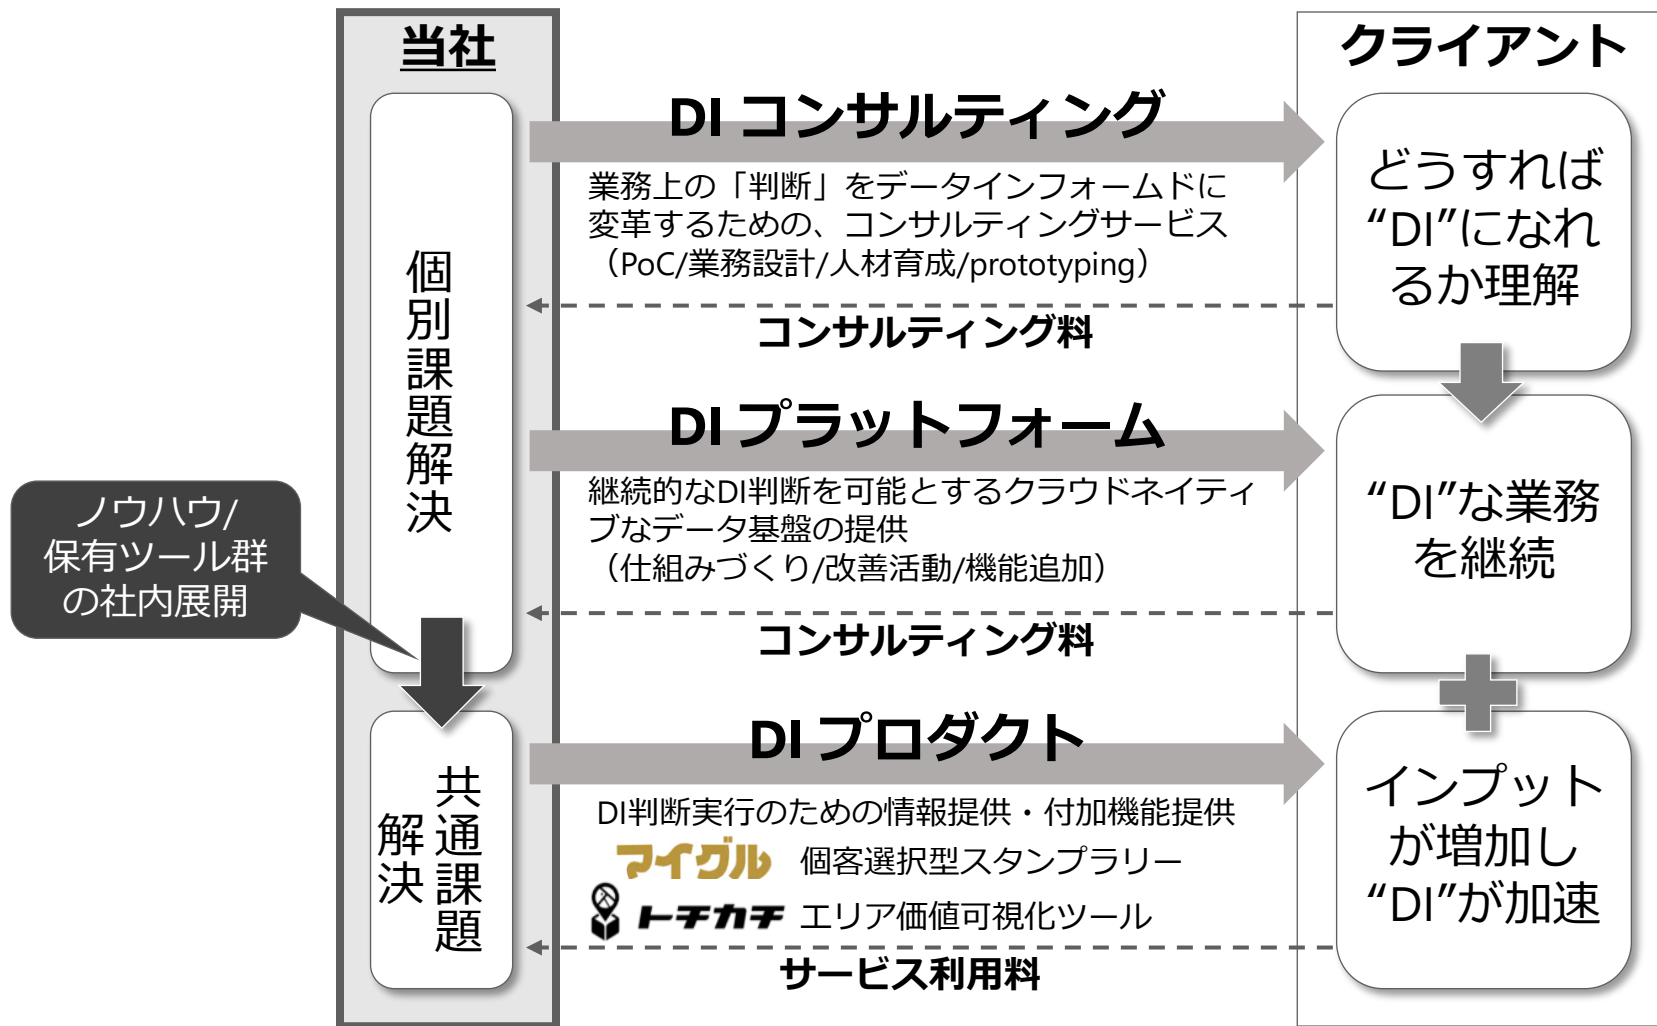 当社
クライアント
DI コンサルティング
業務上の「判断」をデータインフォームドに
変革するための、コンサルティングサービス
（PoC/業務設計/人材育成/prototyping）
コンサルティング料
どうすれば
“DI”になれ
るか理解
個別課題解決
DI プラットフォーム
継続的なDI判断を可能とするクラウドネイティ
ブなデータ基盤の提供
（仕組みづくり/改善活動/機能追加）
コンサルティング料
“DI”な業務
を継続
ノウハウ/
保有ツール群
の社内展開
共通課題
解決
DI プロダクト
DI判断実行のための情報提供・付加機能提供
マイグル 個客選択型スタンプラリー
トチカチ エリア価値可視化ツール
サービス利用料
インプット
が増加し
“DI”が加速